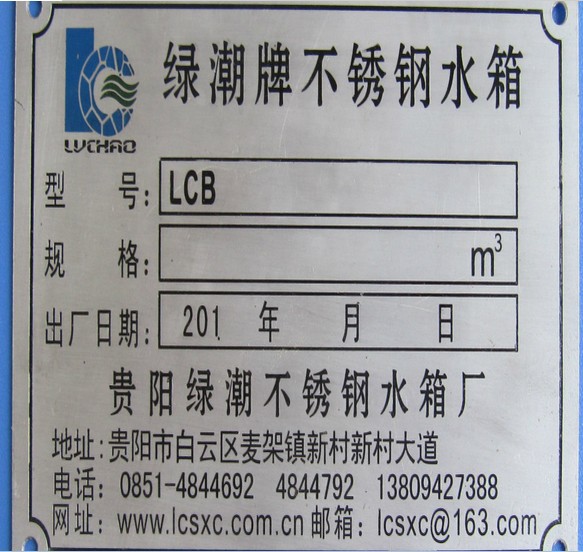 绿潮牌不锈钢水箱
LVCHAO
型 号: LCB
规 格: m³
出厂日期: 201 年 月 日
贵阳绿潮不锈钢水箱厂
地址:贵阳市白云区麦架镇新村新村大道
电话: 0851-4844692 4844792 13809427388
网址: www.lcsxc.com.cn 邮箱: lcsxc@163.com